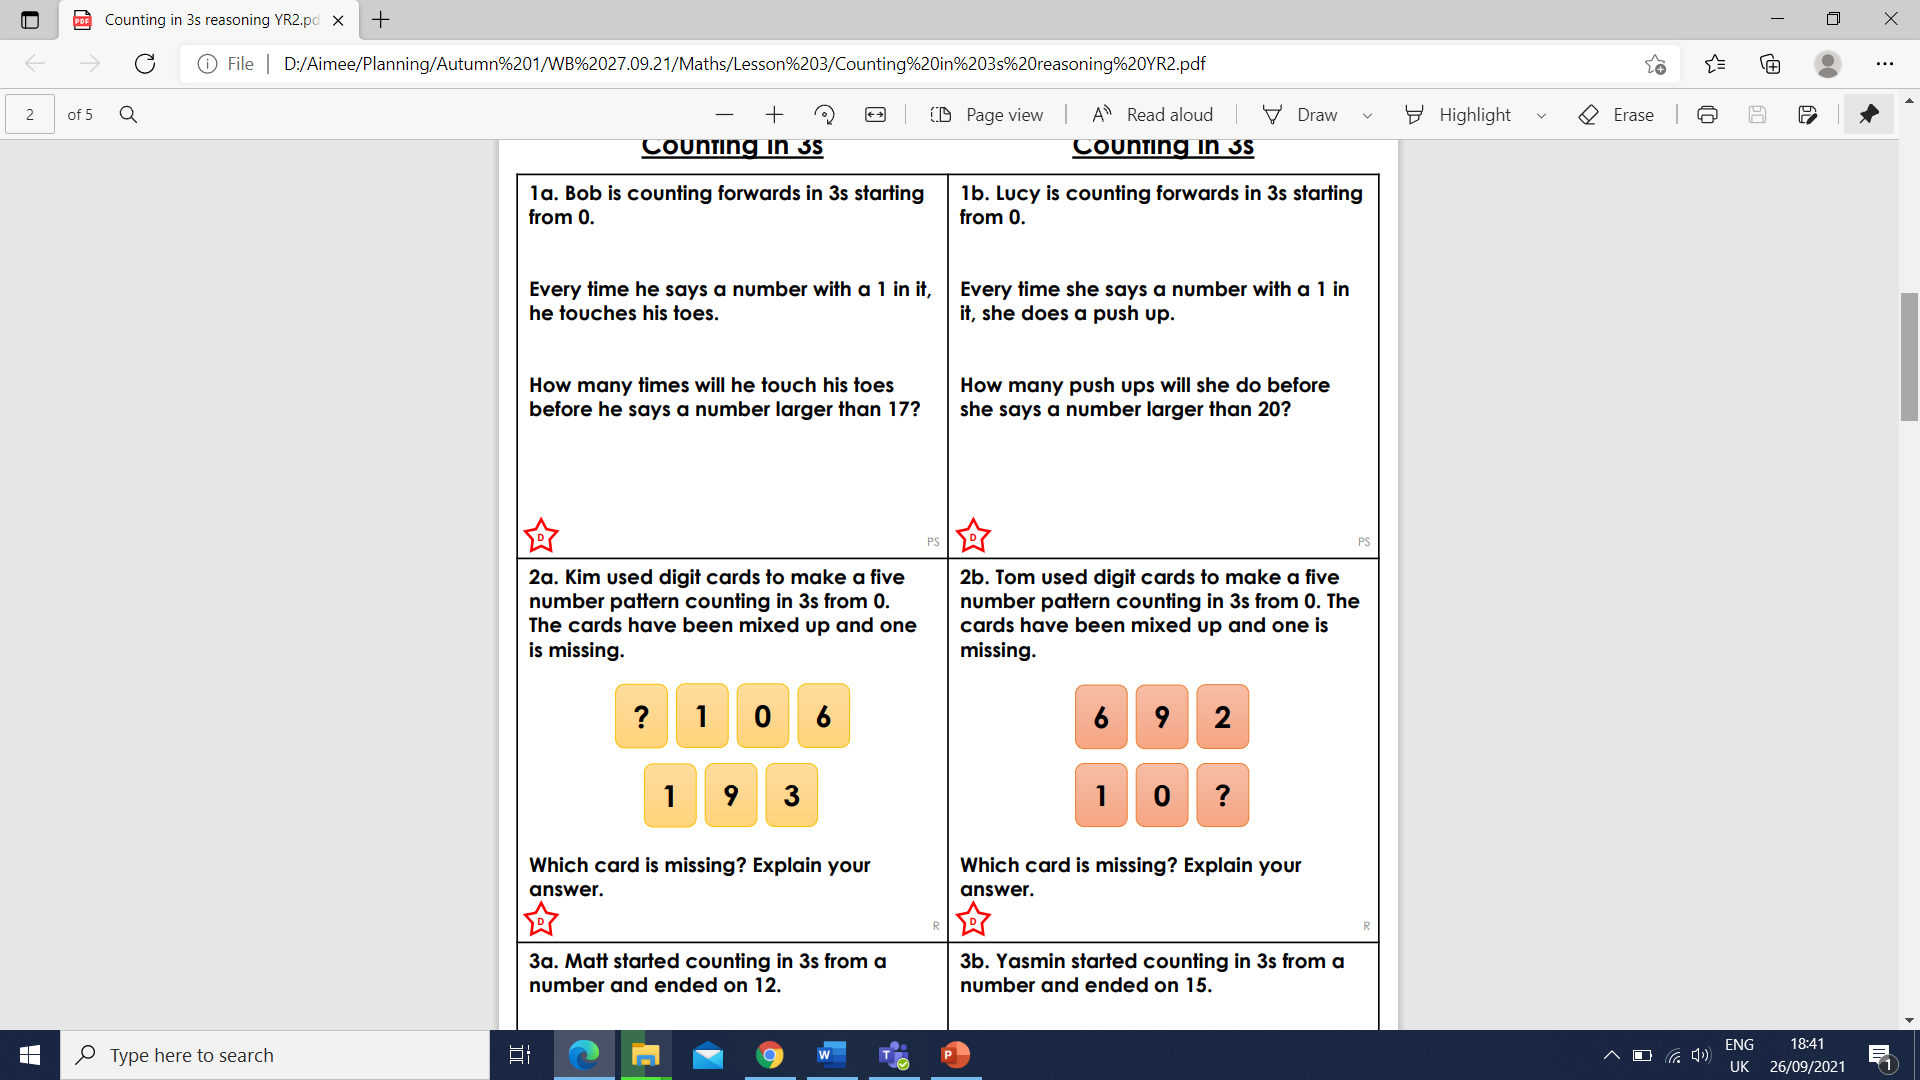 Counting in 3s reasoning YR2.pd
File
D:/Aimee/Planning/Autumn%201/WB%2027.09.21/Maths/Lesson%203/Counting%20in%203s%20reasoning%20YR2.pdf
2 of 5
Page view
Read aloud
Draw
Highlight
Erase
Counting in 3s
Counting in 3s
1a. Bob is counting forwards in 3s starting
from 0.
Every time he says a number with a 1 in it,
he touches his toes.
How many times will he touch his toes
before he says a number larger than 17?
D
PS
1b. Lucy is counting forwards in 3s starting
from 0.
Every time she says a number with a 1 in
it, she does a push up.
How many push ups will she do before
she says a number larger than 20?
D
PS
2a. Kim used digit cards to make a five
number pattern counting in 3s from 0.
The cards have been mixed up and one
is missing.
? 1 0 6
1 9 3
Which card is missing? Explain your
answer.
D
R
2b. Tom used digit cards to make a five
number pattern counting in 3s from 0. The
cards have been mixed up and one is
missing.
6 9 2
1 0 ?
Which card is missing? Explain your
answer.
D
R
3a. Matt started counting in 3s from a
number and ended on 12.
3b. Yasmin started counting in 3s from a
number and ended on 15.
Type here to search
ENG
UK
18:41
26/09/2021
1